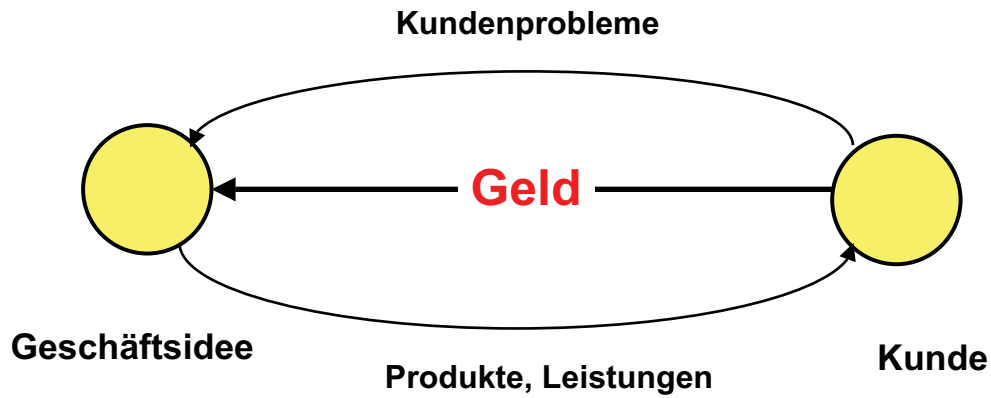 Kundenprobleme
Geld
Geschäftsidee
Kunde
Produkte, Leistungen